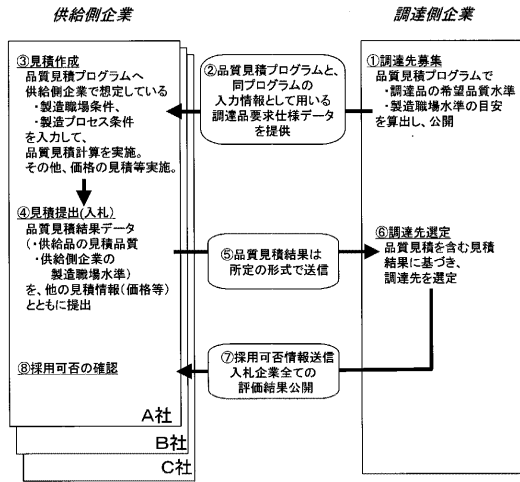 供給側企業
調達側企業
③見積作成
品質見積プログラムへ
供給側企業で想定している
・製造職場条件、
・製造プロセス条件
を入力して、
品質見積計算を実施。
その他、価格の見積等実施。
②品質見積プログラムと、
同プログラムの
入力情報として用いる
調達品要求仕様データ
を提供
①調達先募集
品質見積プログラムで
・調達品の希望品質水準
・製造職場水準の目安
を算出し、公開
④見積提出(入札)
品質見積結果データ
(・供給品の見積品質
・供給側企業の
製造職場水準)
を、他の見積情報(価格等)
とともに提出
⑤品質見積結果は
所定の形式で送信
⑥調達先選定
品質見積を含む見積
結果に基づき、
調達先を選定
⑦採用可否情報送信
入札企業全ての
評価結果公開
⑧採用可否の確認
A社
B社
C社